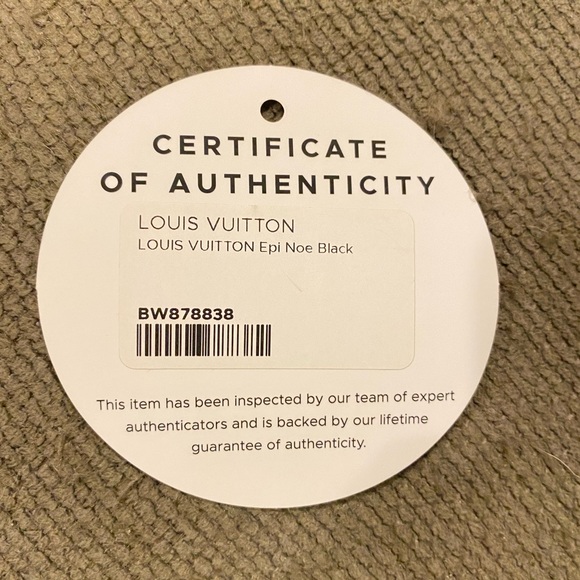 CERTIFICATE
OF AUTHENTICITY
LOUIS VUITTON
LOUIS VUITTON Epi Noe Black
BW878838
This item has been inspected by our team of expert
authenticators and is backed by our lifetime
guarantee of authenticity.